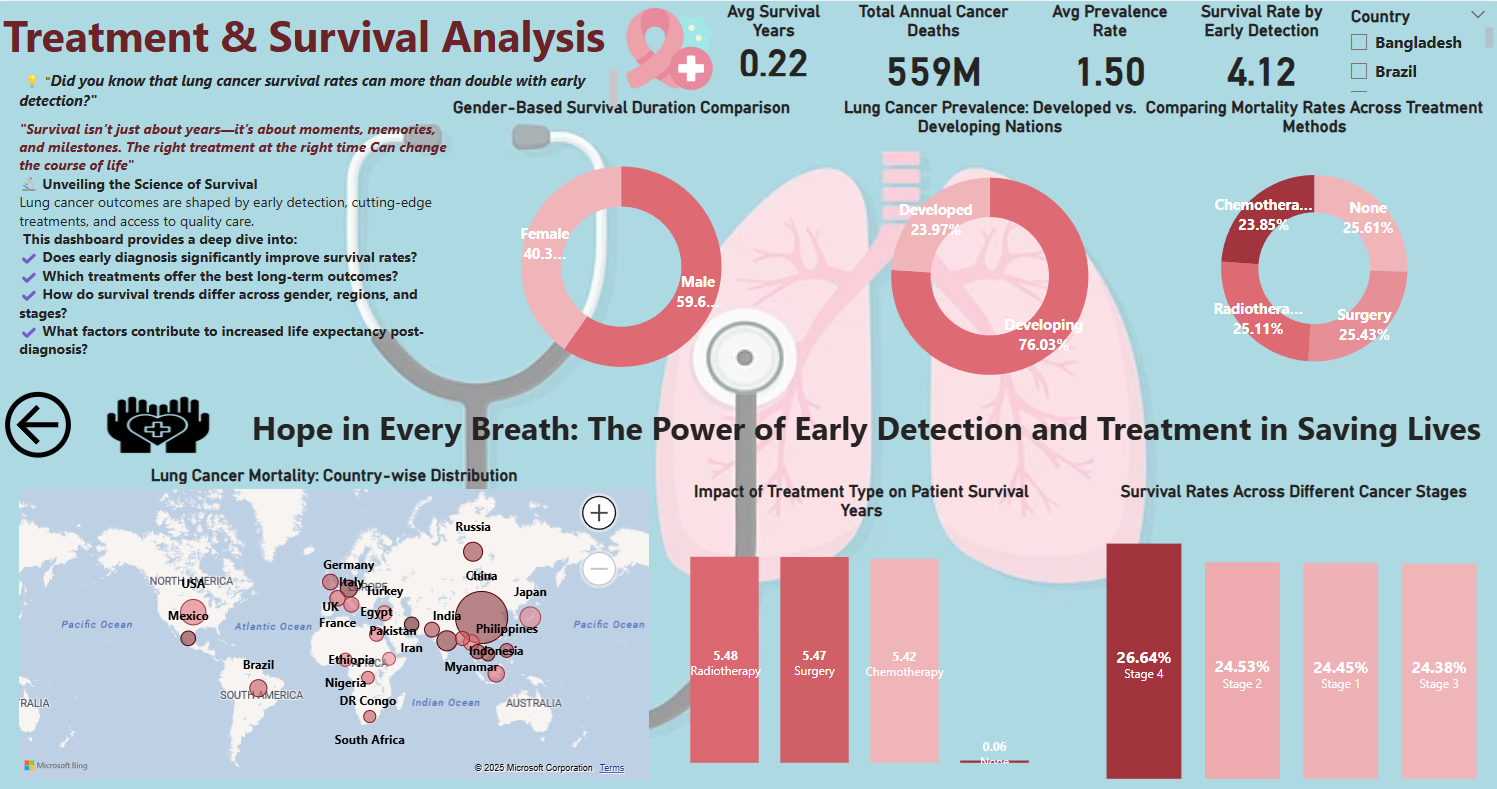 Treatment & Survival Analysis
💡 "Did you know that lung cancer survival rates can more than double with early
detection?"
"Survival isn't just about years—it's about moments, memories,
and milestones. The right treatment at the right time Can change
the course of life"
🔬 Unveiling the Science of Survival
Lung cancer outcomes are shaped by early detection, cutting-edge
treatments, and access to quality care.
This dashboard provides a deep dive into:
✔ Does early diagnosis significantly improve survival rates?
✔ Which treatments offer the best long-term outcomes?
✔ How do survival trends differ across gender, regions, and
stages?
✔ What factors contribute to increased life expectancy post-
diagnosis?
Avg Survival
Years
0.22
Total Annual Cancer
Deaths
559M
Avg Prevalence
Rate
1.50
Survival Rate by
Early Detection
4.12
Country
Bangladesh
Brazil
Gender-Based Survival Duration Comparison
Female
40.3...
Male
59.6...
Lung Cancer Prevalence: Developed vs.
Developing Nations
Developed
23.97%
Developing
76.03%
Comparing Mortality Rates Across Treatment
Methods
Chemothera...
23.85%
None
25.61%
Radiothera...
25.11%
Surgery
25.43%
Hope in Every Breath: The Power of Early Detection and Treatment in Saving Lives
Lung Cancer Mortality: Country-wise Distribution
Russia
Germany
China
NORTH AMERICA
USA
Italy
EUROPE
Turkey
Japan
UK
Mexico
Egypt
India
Pacific Ocean
Atlantic Ocean
France
Pakistan
Philippines
Pacific Ocean
Iran
Indonesia
Brazil
Ethiopia
Myanmar
SOUTH AMERICA
Nigeria
RALIA
DR Congo
Indian Ocean
AUSTRALIA
South Africa
Microsoft Bing
© 2025 Microsoft Corporation Terms
Impact of Treatment Type on Patient Survival
Years
5.48
Radiotherapy
5.47
Surgery
5.42
Chemotherapy
0.06
None
Survival Rates Across Different Cancer Stages
26.64%
Stage 4
24.53%
Stage 2
24.45%
Stage 1
24.38%
Stage 3